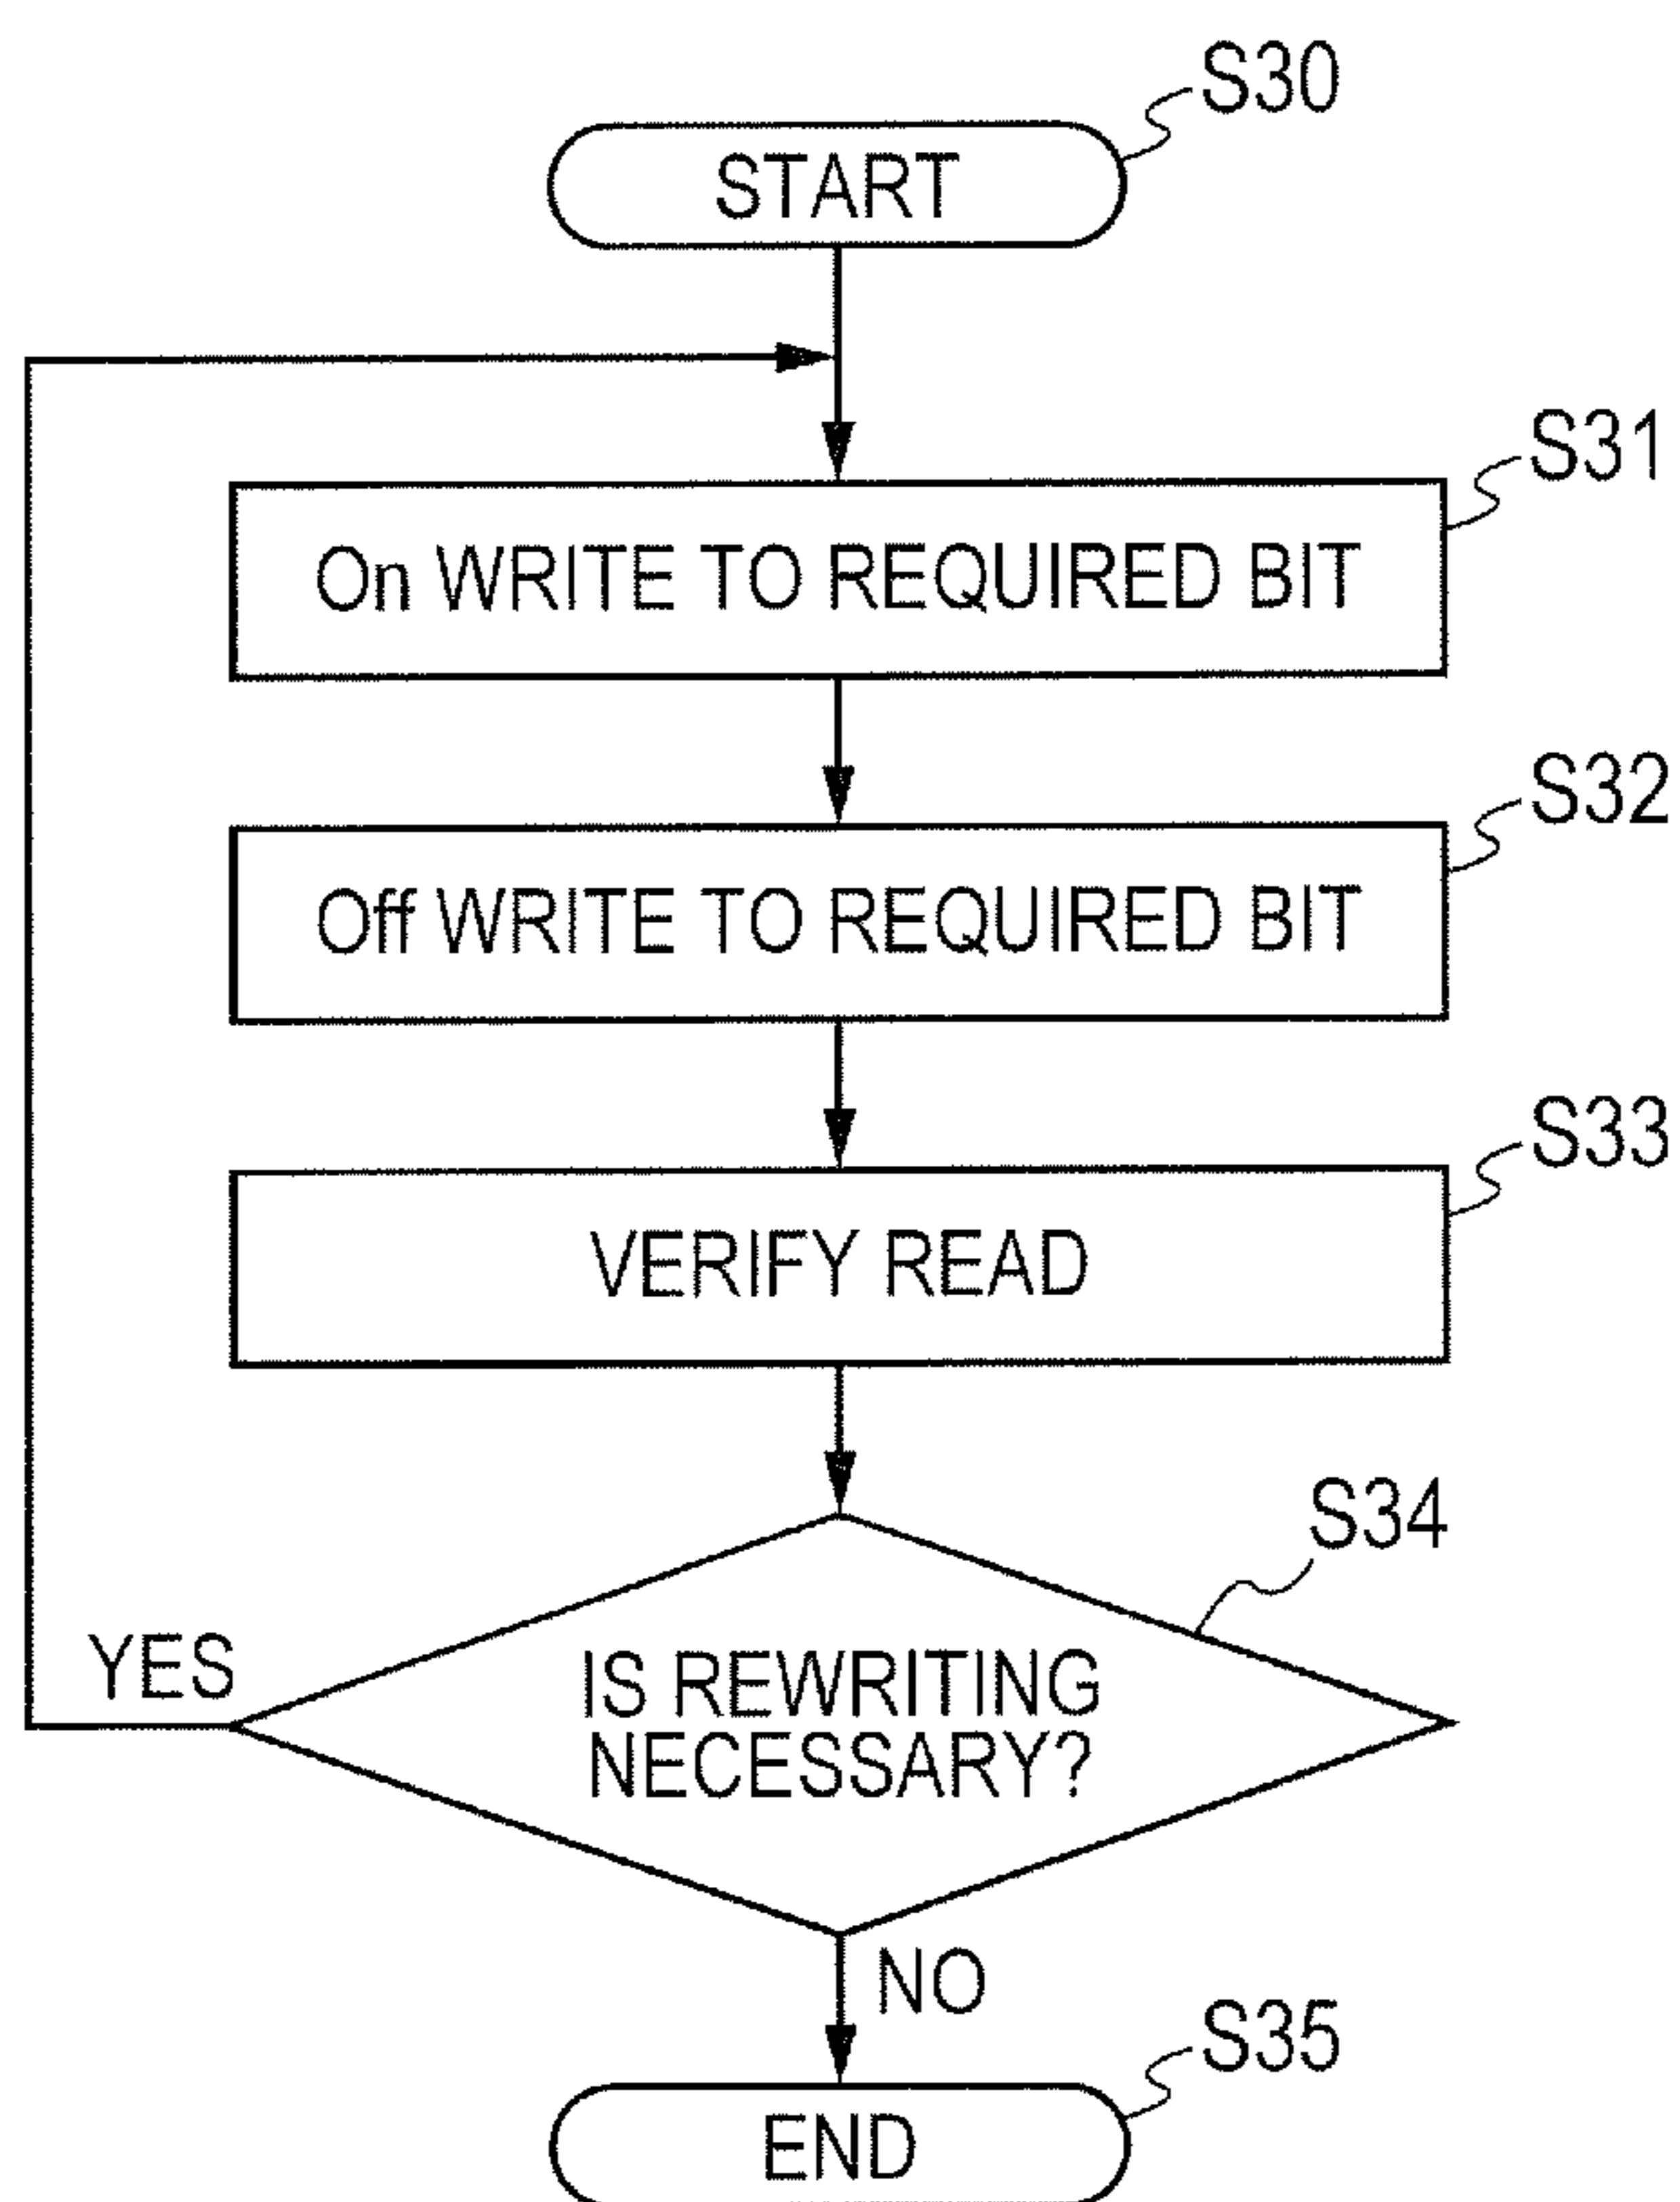 S30
START
S31
On WRITE TO REQUIRED BIT
S32
Off WRITE TO REQUIRED BIT
S33
VERIFY READ
S34
YES
IS REWRITING
NECESSARY?
NO
S35
END